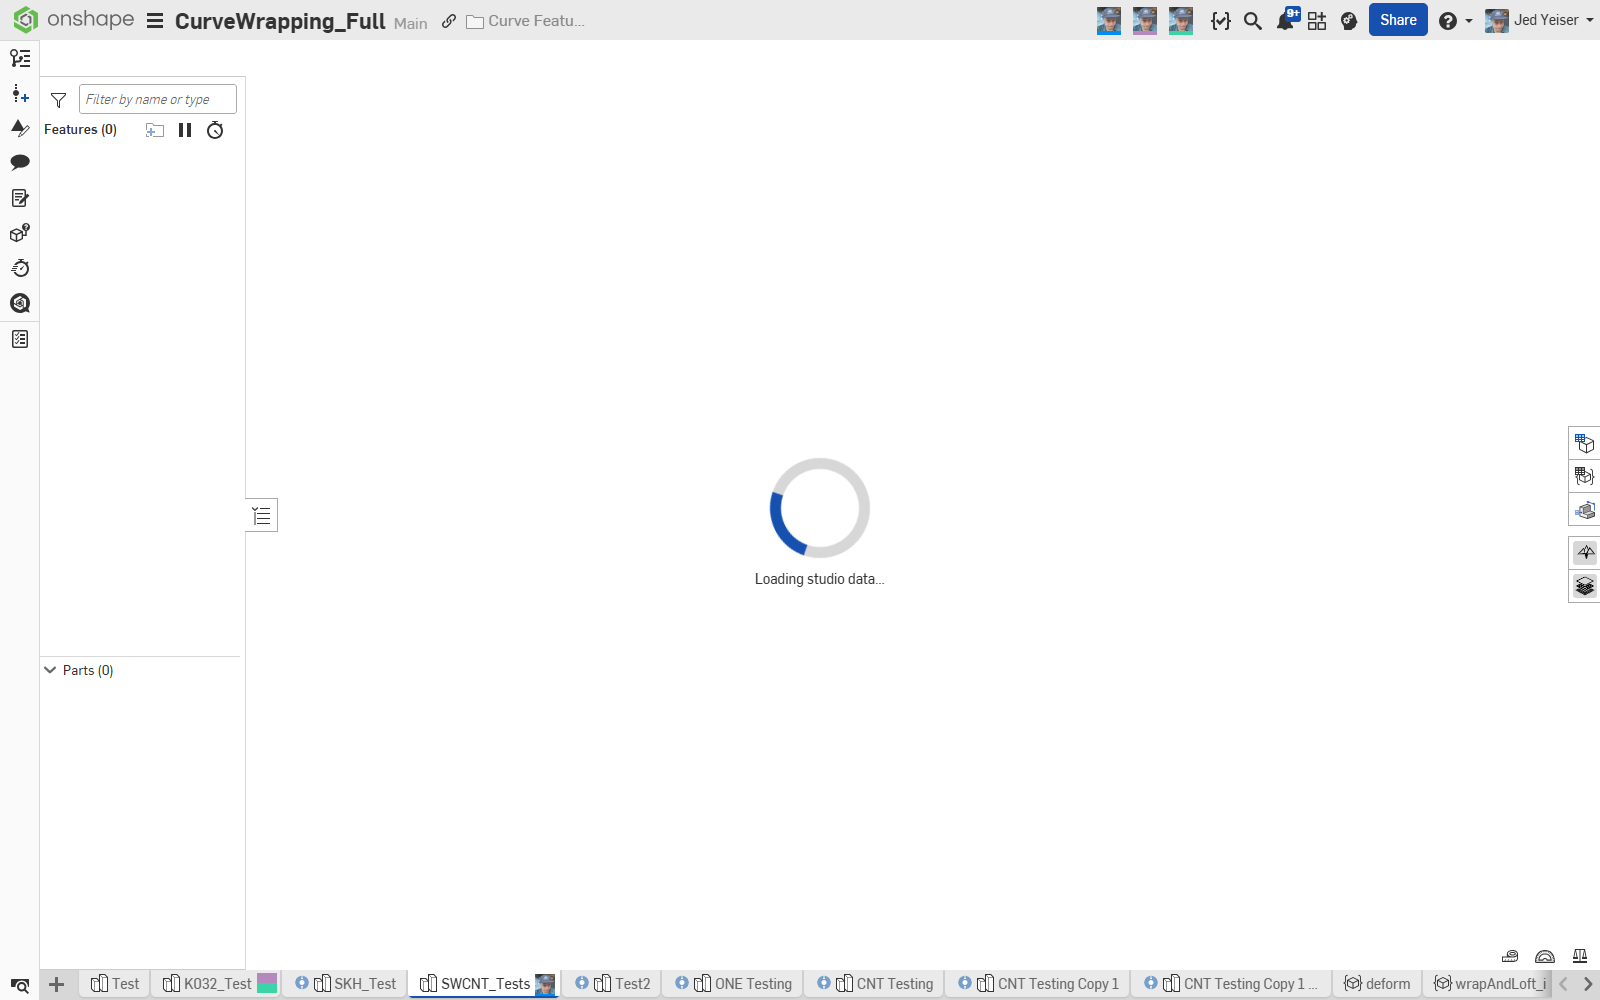 onshape
CurveWrapping_Full Main Curve Featu...
9+
Share
Jed Yeiser
Filter by name or type
Features (0)
Loading studio data...
Parts (0)
Test
K032_Test
SKH_Test
SWCNT_Tests
Test2
ONE Testing
CNT Testing
CNT Testing Copy 1
CNT Testing Copy 1 ...
deform
wrapAndLoft_i